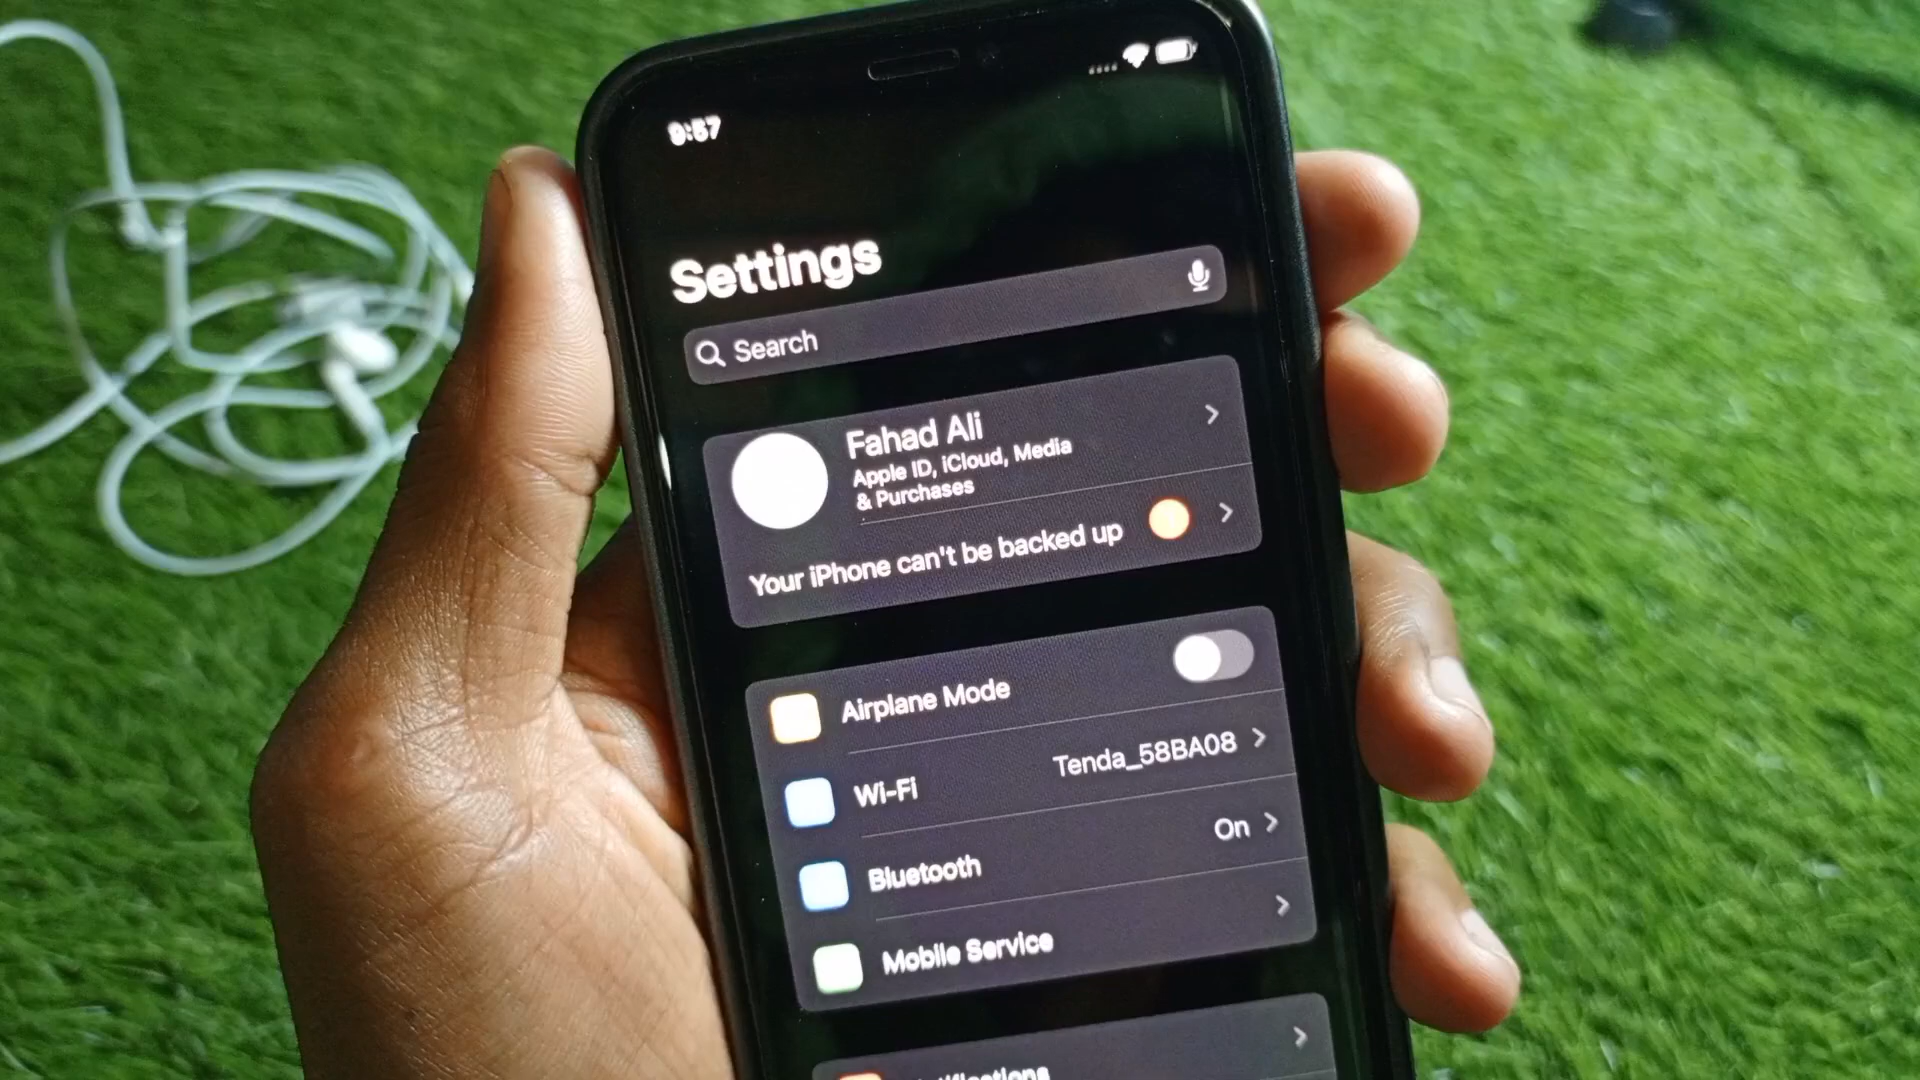 9:57
Settings
Search
Fahad Ali
Apple ID, iCloud, Media
& Purchases
Your iPhone can't be backed up
Airplane Mode
Wi-Fi
Tenda_58BA08
Bluetooth
On
Mobile Service